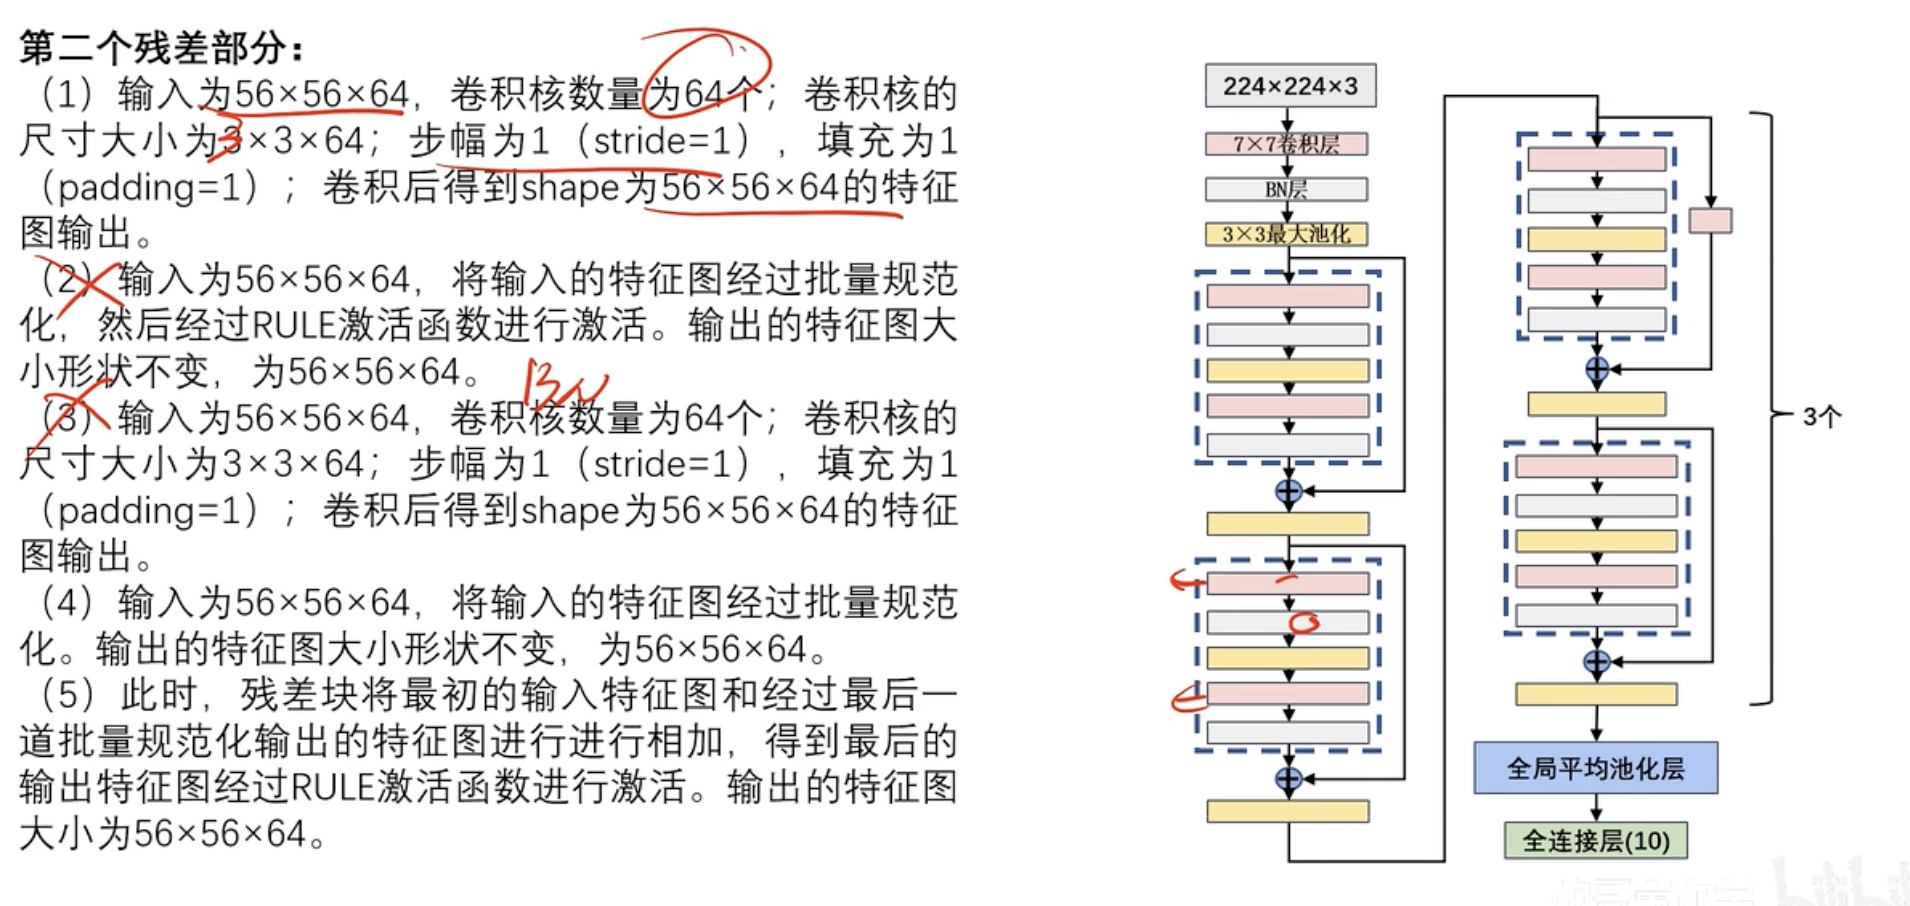 第二个残差部分：
（1）输入为56×56×64，卷积核数量为64个；卷积核的
尺寸大小为3×3×64；步幅为1（stride=1），填充为1
（padding=1）；卷积后得到shape为56×56×64的特征
图输出。
（2）输入为56×56×64，将输入的特征图经过批量规范
化，然后经过RULE激活函数进行激活。输出的特征图大
小形状不变，为56×56×64。
BN
（3）输入为56×56×64，卷积核数量为64个；卷积核的
尺寸大小为3×3×64；步幅为1（stride=1），填充为1
（padding=1）；卷积后得到shape为56×56×64的特征
图输出。
（4）输入为56×56×64，将输入的特征图经过批量规范
化。输出的特征图大小形状不变，为56×56×64。
（5）此时，残差块将最初的输入特征图和经过最后一
道批量规范化输出的特征图进行进行相加，得到最后的
输出特征图经过RULE激活函数进行激活。输出的特征图
大小为56×56×64。
224×224×3
7×7卷积层
BN层
3×3最大池化
3个
全局平均池化层
全连接层(10)
bilibili